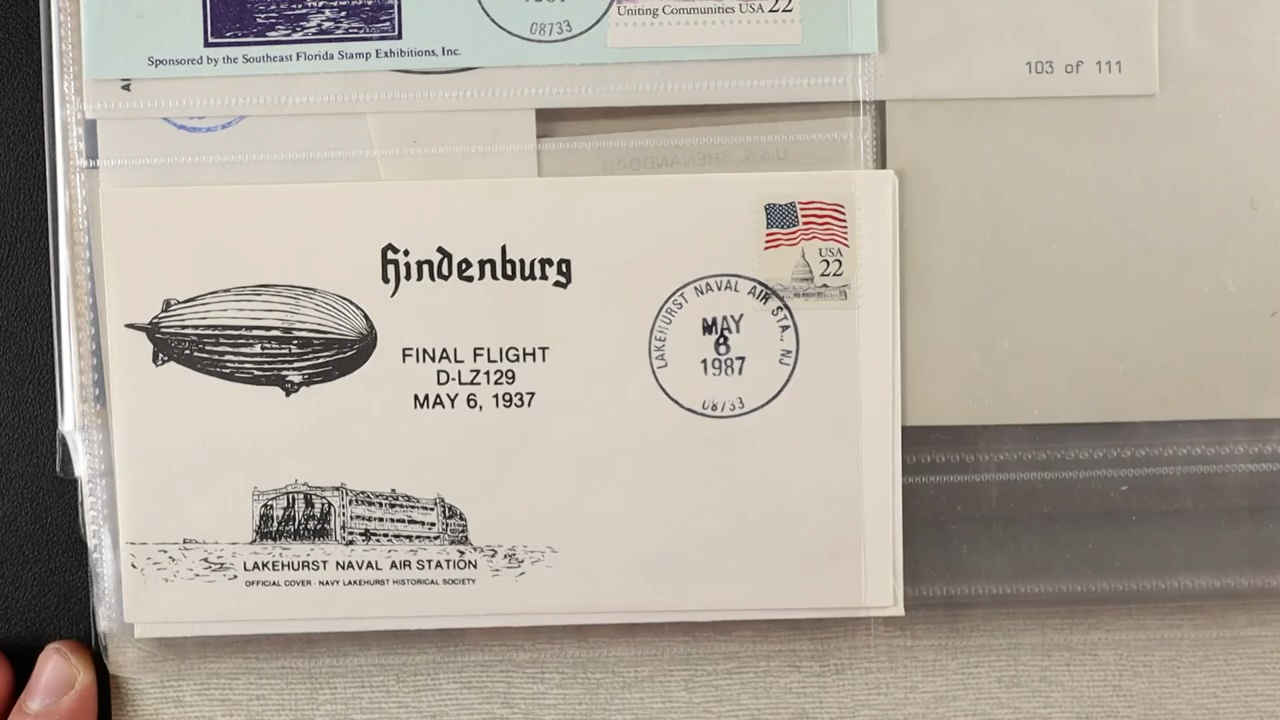 Uniting Communities USA 22
08733
Sponsored by the Southeast Florida Stamp Exhibitions, Inc.
103 of 111
U.S.S. SHENANDOAH
Hindenburg
FINAL FLIGHT
D-LZ129
MAY 6, 1937
USA
22
LAKEHURST NAVAL AIR STA., NJ
MAY
6
1987
08733
LAKEHURST NAVAL AIR STATION
OFFICIAL COVER - NAVY LAKEHURST HISTORICAL SOCIETY